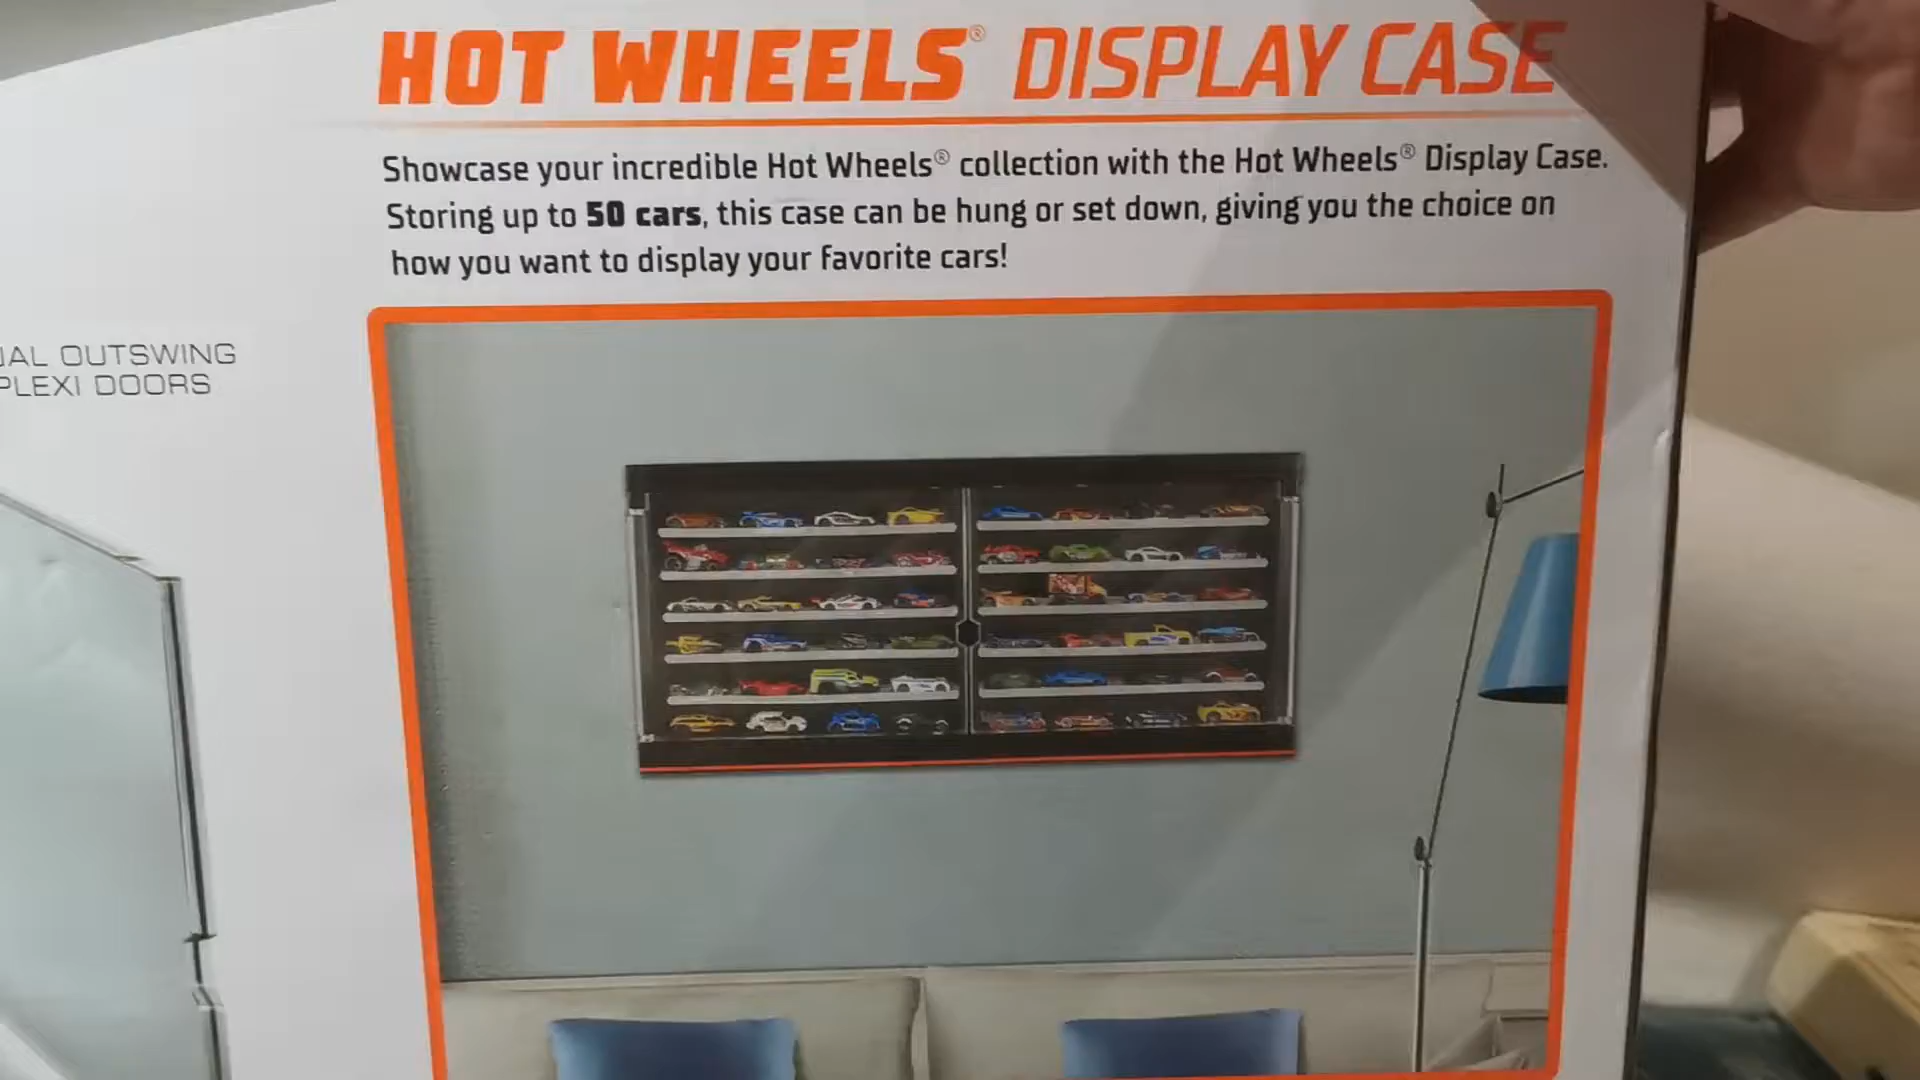 HOT WHEELS® DISPLAY CASE
Showcase your incredible Hot Wheels® collection with the Hot Wheels® Display Case.
Storing up to 50 cars, this case can be hung or set down, giving you the choice on
how you want to display your favorite cars!
OUTSWING
PLEXI DOORS